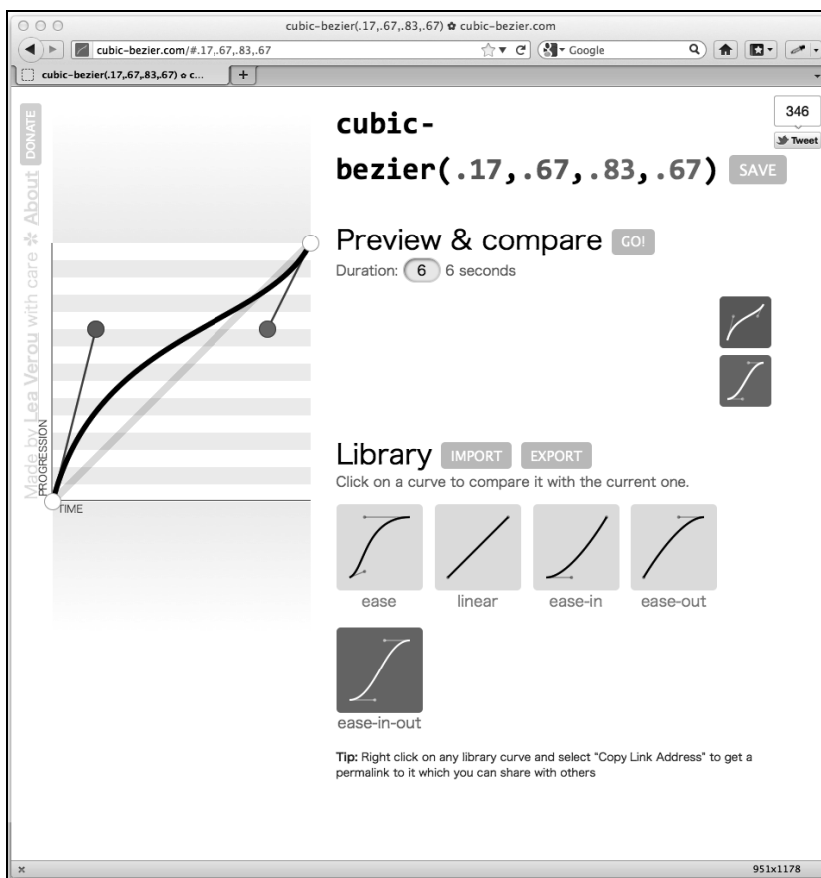 cubic-bezier(.17,.67,.83,.67) ✿ cubic-bezier.com
cubic-bezier.com/#.17,.67,.83,.67
Google
cubic-bezier(.17,.67,.83,.67) ✿ c...
+
Made by Lea Verou with care ✲ About DONATE
cubic-
bezier(.17,.67,.83,.67) SAVE
346
Tweet
Preview & compare GO!
Duration: 6 6 seconds
PROGRESSION
TIME
Library IMPORT EXPORT
Click on a curve to compare it with the current one.
ease linear ease-in ease-out
ease-in-out
Tip: Right click on any library curve and select “Copy Link Address” to get a
permalink to it which you can share with others
951x1178